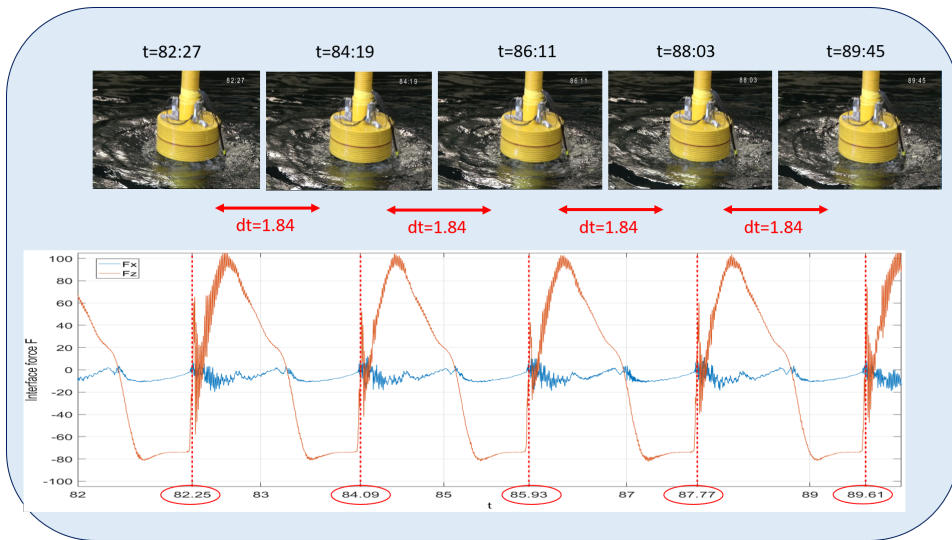 t=82:27 t=84:19 t=86:11 t=88:03 t=89:45
82:27 84:19 86:11 88:03 89:45
dt=1.84 dt=1.84 dt=1.84 dt=1.84
Fx
Fz
100
80
60
40
20
0
-20
-40
-60
-80
-100
Interface force F
82 82.25 83 84.09 85 85.93 87 87.77 89 89.61
t